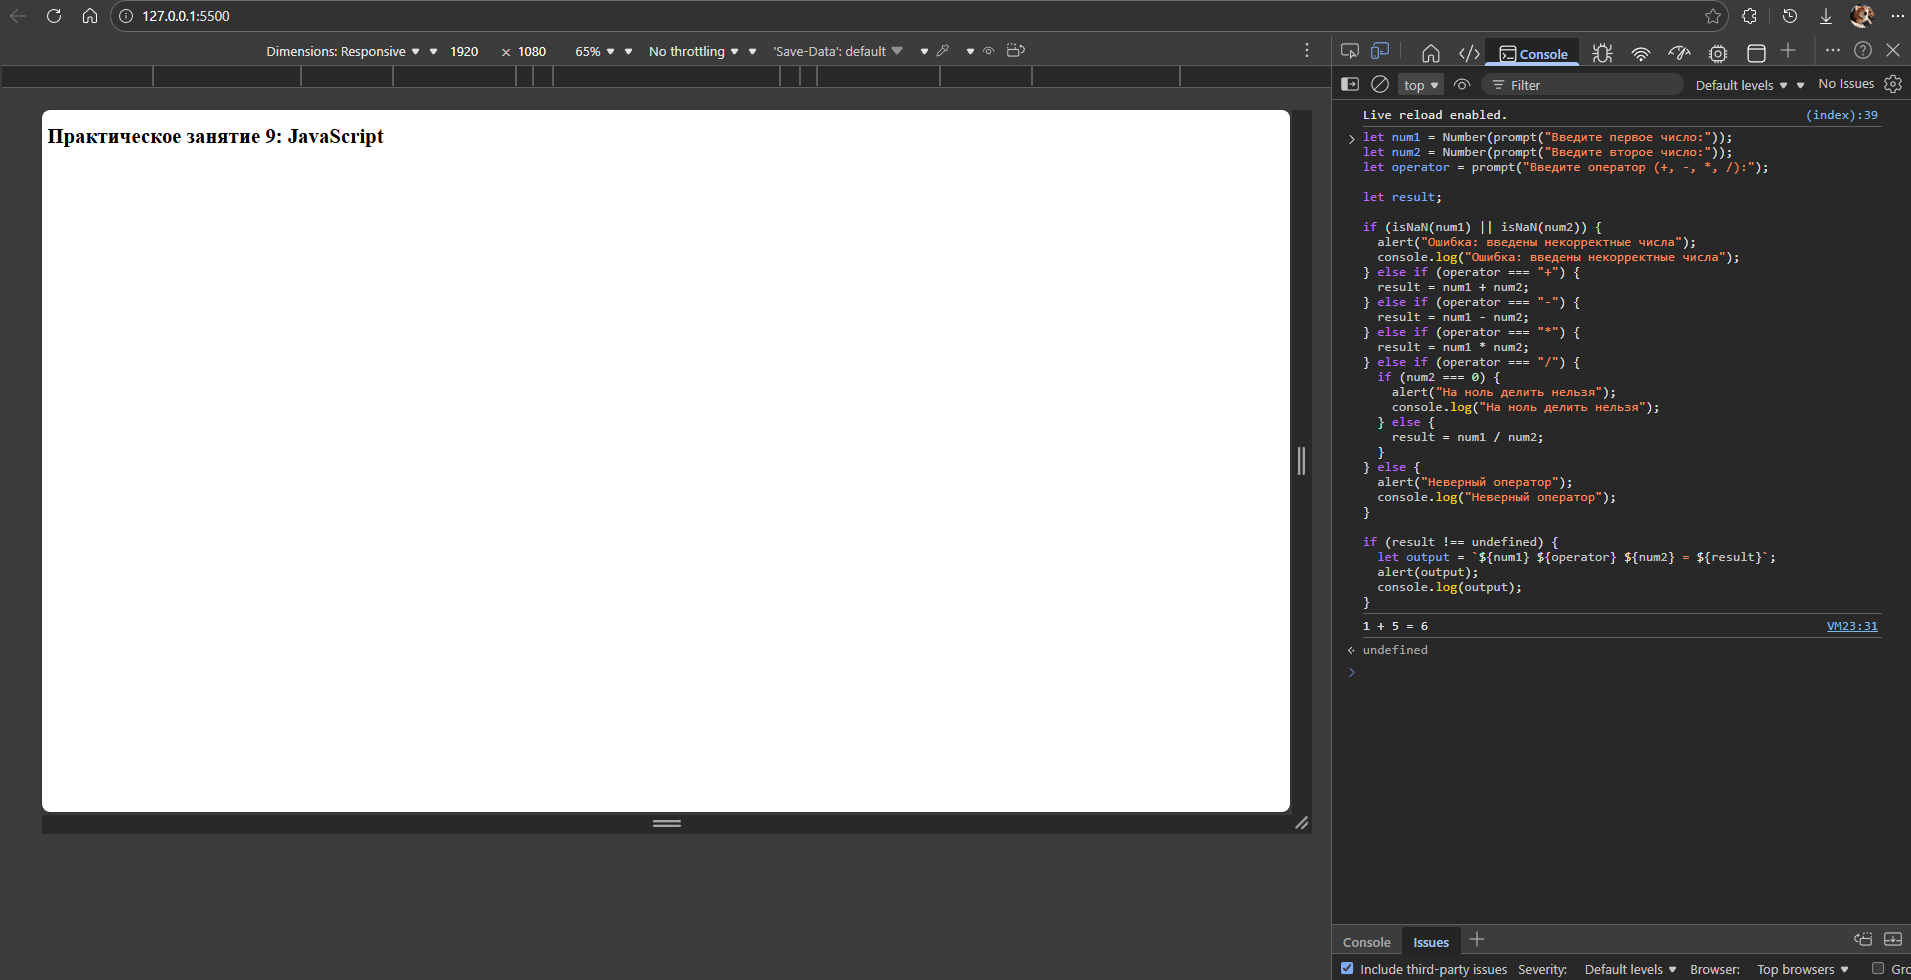 127.0.0.1:5500
Dimensions: Responsive 1920 × 1080 65% No throttling 'Save-Data': default
Console
top Filter Default levels No Issues
Практическое занятие 9: JavaScript
Live reload enabled. (index):39
let num1 = Number(prompt("Введите первое число:"));
let num2 = Number(prompt("Введите второе число:"));
let operator = prompt("Введите оператор (+, -, *, /):");
let result;
if (isNaN(num1) || isNaN(num2)) {
  alert("Ошибка: введены некорректные числа");
  console.log("Ошибка: введены некорректные числа");
} else if (operator === "+") {
  result = num1 + num2;
} else if (operator === "-") {
  result = num1 - num2;
} else if (operator === "*") {
  result = num1 * num2;
} else if (operator === "/") {
  if (num2 === 0) {
    alert("На ноль делить нельзя");
    console.log("На ноль делить нельзя");
  } else {
    result = num1 / num2;
  }
} else {
  alert("Неверный оператор");
  console.log("Неверный оператор");
}
if (result !== undefined) {
  let output = `${num1} ${operator} ${num2} = ${result}`;
  alert(output);
  console.log(output);
}
1 + 5 = 6 VM23:31
undefined
Console Issues
Include third-party issues Severity: Default levels Browser: Top browsers Gro